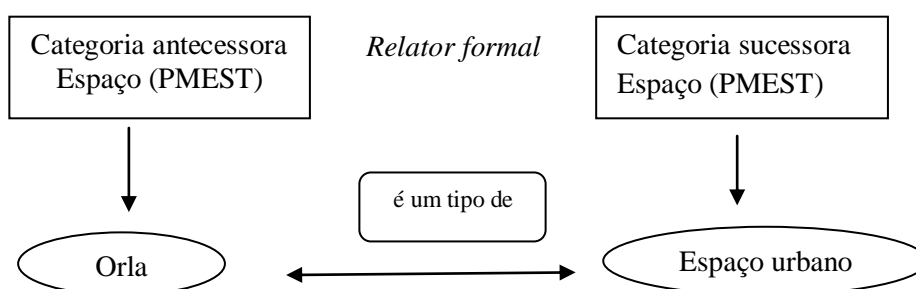 Categoria antecessora
Espaço (PMEST)
Relator formal
Categoria sucessora
Espaço (PMEST)
é um tipo de
Orla
Espaço urbano